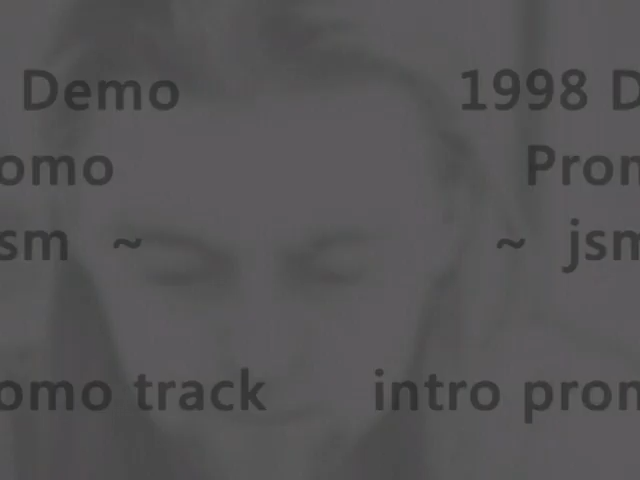 Demo 1998 D
omo Prom
sm ~ ~ jsm
omo track intro prom